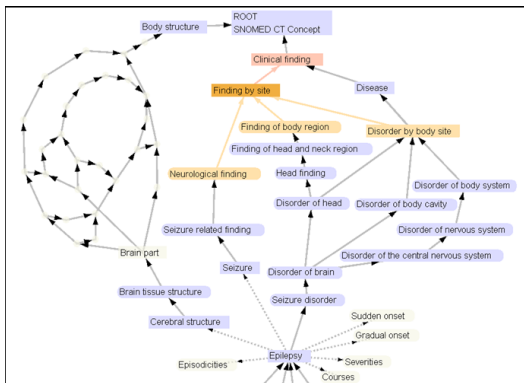 ROOT
SNOMED CT Concept
Body structure
Clinical finding
Finding by site
Disease
Finding of body region
Disorder by body site
Finding of head and neck region
Neurological finding
Head finding
Disorder of body system
Disorder of head
Disorder of body cavity
Seizure related finding
Disorder of nervous system
Brain part
Disorder of the central nervous system
Seizure
Disorder of brain
Brain tissue structure
Seizure disorder
Cerebral structure
Sudden onset
Gradual onset
Epilepsy
Episodicities
Severities
Courses